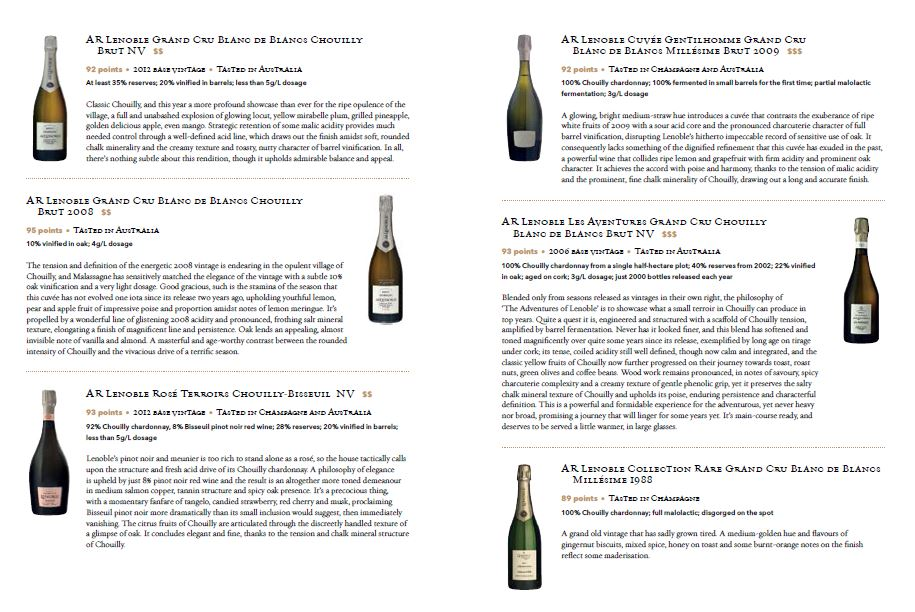 AR Lenoble Grand Cru Blanc de Blancs Chouilly
Brut NV $$
92 points • 2012 base vintage • Tasted in Australia
At least 35% reserves; 20% vinified in barrels; less than 5g/L dosage
Classic Chouilly, and this year a more profound showcase than ever for the ripe opulence of the
village, a full and unabashed explosion of glowing locut, yellow mirabelle plum, grilled pineapple,
golden delicious apple, even mango. Strategic retention of some malic acidity provides much
needed control through a well-defined acid line, which draws out the finish amidst soft, rounded
chalk minerality and the creamy texture and roasty, nutty character of barrel vinification. In all,
there's nothing subtle about this rendition, though it upholds admirable balance and appeal.
AR Lenoble Grand Cru Blanc de Blancs Chouilly
Brut 2008 $$
95 points • Tasted in Australia
10% vinified in oak; 4g/L dosage
The tension and definition of the energetic 2008 vintage is endearing in the opulent village of
Chouilly, and Malassagne has sensitively matched the elegance of the vintage with a subtle 10%
oak vinification and a very light dosage. Good gracious, such is the stamina of the season that
this cuvée has not evolved one iota since its release two years ago, upholding youthful lemon,
pear and apple fruit of impressive poise and proportion amidst notes of lemon meringue. It's
propelled by a wonderful line of glistening 2008 acidity and pronounced, frothing salt mineral
texture, elongating a finish of magnificent line and persistence. Oak lends an appealing, almost
invisible note of vanilla and almond. A masterful and age-worthy contrast between the rounded
intensity of Chouilly and the vivacious drive of a terrific season.
AR Lenoble Rosé Terroirs Chouilly-Bisseuil NV $$
93 points • 2012 base vintage • Tasted in Champagne and Australia
92% Chouilly chardonnay, 8% Bisseuil pinot noir red wine; 28% reserves; 20% vinified in barrels;
less than 5g/L dosage
Lenoble's pinot noir and meunier is too rich to stand alone as a rosé, so the house tactically calls
upon the structure and fresh acid drive of its Chouilly chardonnay. A philosophy of elegance
is upheld by just 8% pinot noir red wine and the result is an altogether more toned demeanour
in medium salmon copper, tannin structure and spicy oak presence. It's a precocious thing,
with a momentary fanfare of tangelo, candied strawberry, red cherry and musk, proclaiming
Bisseuil pinot noir more dramatically than its small inclusion would suggest, then immediately
vanishing. The citrus fruits of Chouilly are articulated through the discreetly handled texture of
a glimpse of oak. It concludes elegant and fine, thanks to the tension and chalk mineral structure
of Chouilly.
AR Lenoble Cuvée Gentilhomme Grand Cru
Blanc de Blancs Millésime Brut 2009 $$$
92 points • Tasted in Champagne and Australia
100% Chouilly chardonnay; 100% fermented in small barrels for the first time; partial malolactic
fermentation; 3g/L dosage
A glowing, bright medium-straw hue introduces a cuvée that contrasts the exuberance of ripe
white fruits of 2009 with a sour acid core and the pronounced charcuterie character of full
barrel vinification, disrupting Lenoble's hitherto impeccable record of sensitive use of oak. It
consequently lacks something of the dignified refinement that this cuvée has exuded in the past,
a powerful wine that collides ripe lemon and grapefruit with firm acidity and prominent oak
character. It achieves the accord with poise and harmony, thanks to the tension of malic acidity
and the prominent, fine chalk minerality of Chouilly, drawing out a long and accurate finish.
AR Lenoble Les Aventures Grand Cru Chouilly
Blanc de Blancs Brut NV $$$
93 points • 2006 base vintage • Tasted in Australia
100% Chouilly chardonnay from a single half-hectare plot; 40% reserves from 2002; 22% vinified
in oak; aged on cork; 3g/L dosage; just 2000 bottles released each year
Blended only from seasons released as vintages in their own right, the philosophy of
'The Adventures of Lenoble' is to showcase what a small terroir in Chouilly can produce in
top years. Quite a quest it is, engineered and structured with a scaffold of Chouilly tension,
amplified by barrel fermentation. Never has it looked finer, and this blend has softened and
toned magnificently over quite some years since its release, exemplified by long age on tirage
under cork; its tense, coiled acidity still well defined, though now calm and integrated, and the
classic yellow fruits of Chouilly now further progressed on their journey towards toast, roast
nuts, green olives and coffee beans. Wood work remains pronounced, in notes of savoury, spicy
charcuterie complexity and a creamy texture of gentle phenolic grip, yet it preserves the salty
chalk mineral texture of Chouilly and upholds its poise, enduring persistence and characterful
definition. This is a powerful and formidable experience for the adventurous, yet never heavy
nor broad, promising a journey that will linger for some years yet. It's main-course ready, and
deserves to be served a little warmer, in large glasses.
AR Lenoble Collection Rare Grand Cru Blanc de Blancs
Millésime 1988
89 points • Tasted in Champagne
100% Chouilly chardonnay; full malolactic; disgorged on the spot
A grand old vintage that has sadly grown tired. A medium-golden hue and flavours of
gingernut biscuits, mixed spice, honey on toast and some burnt-orange notes on the finish
reflect some maderisation.